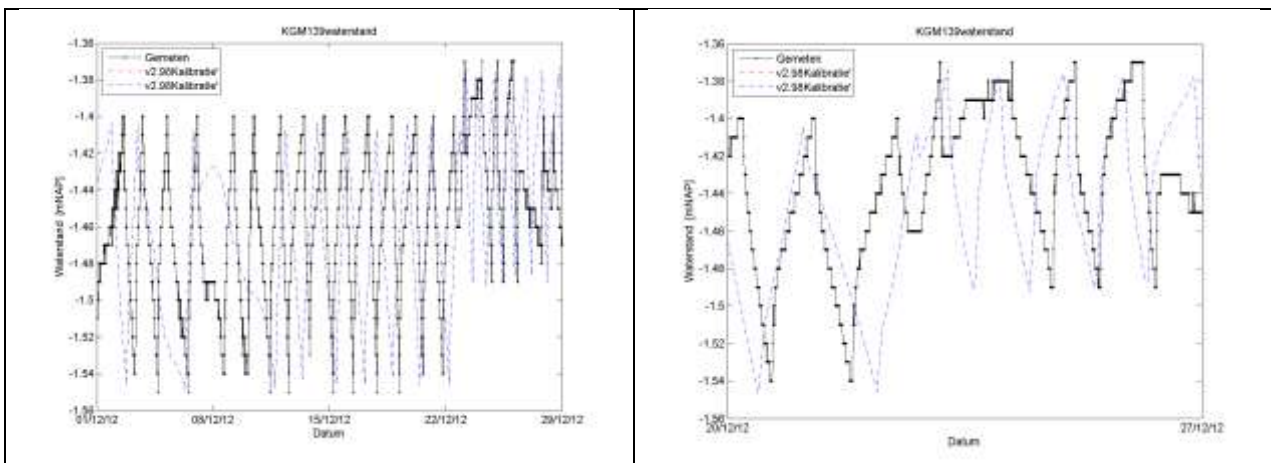 KGM139waterstand
Gemeten
v2.98Kalibratie'
v2.98Kalibratie'
Waterstand [mNAP]
-1.36
-1.38
-1.4
-1.42
-1.44
-1.46
-1.48
-1.5
-1.52
-1.54
-1.56
01/12/12
08/12/12
15/12/12
22/12/12
29/12/12
Datum
KGM139waterstand
Gemeten
v2.98Kalibratie'
v2.98Kalibratie'
Waterstand [mNAP]
-1.36
-1.38
-1.4
-1.42
-1.44
-1.46
-1.48
-1.5
-1.52
-1.54
-1.56
20/12/12
27/12/12
Datum